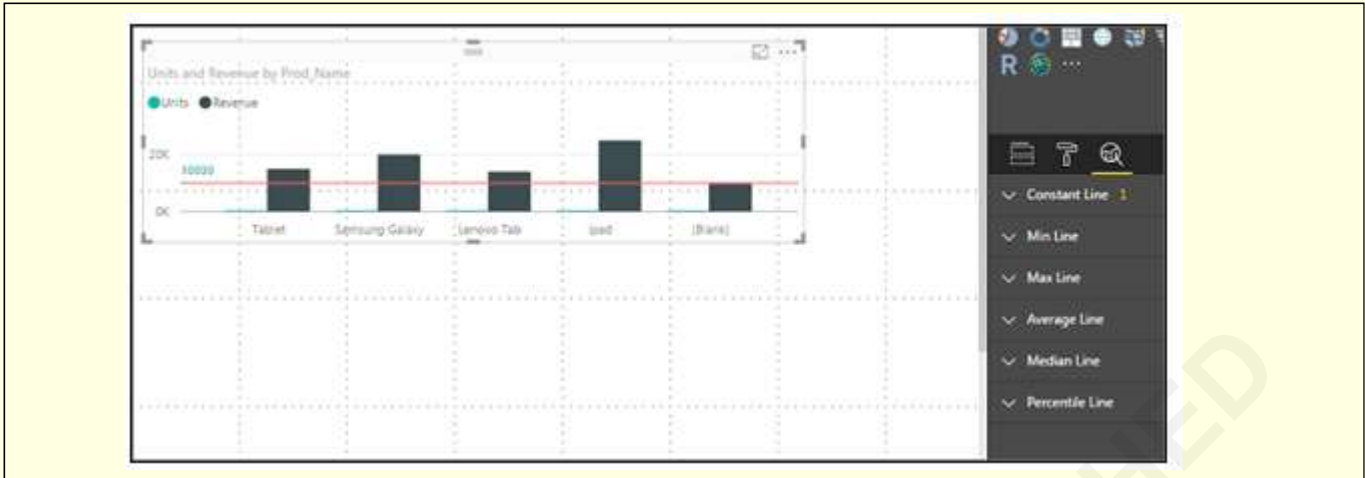 Units and Revenue by Prod_Name
Units Revenue
20K
10000
0K
Tablet Samsung Galaxy Lenovo Tab ipad (Blank)
R ...
Constant Line 1
Min Line
Max Line
Average Line
Median Line
Percentile Line
HED